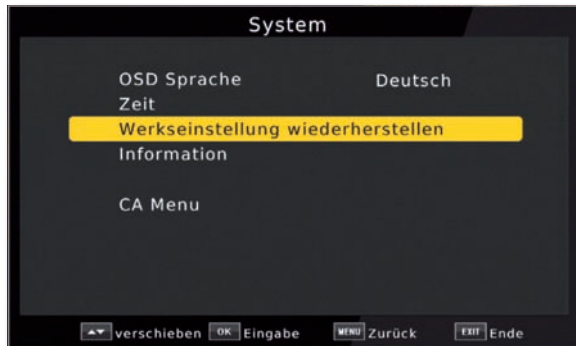 System
OSD Sprache Deutsch
Zeit
Werkseinstellung wiederherstellen
Information
CA Menu
verschieben OK Eingabe MENU Zurück EXIT Ende